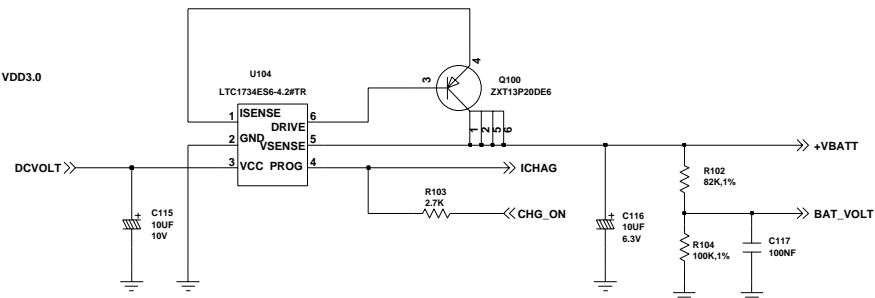 VDD3.0
U104
LTC1734ES6-4.2#TR
1 ISENSE
DRIVE 6
2 GND
VSENSE 5
3 VCC PROG 4
DCVOLT
C115
10UF
10V
3
4
Q100
ZXT13P20DE6
1 2 5 6
+VBATT
ICHAG
R103
2.7K
CHG_ON
C116
10UF
6.3V
R102
82K,1%
BAT_VOLT
R104
100K,1%
C117
100NF